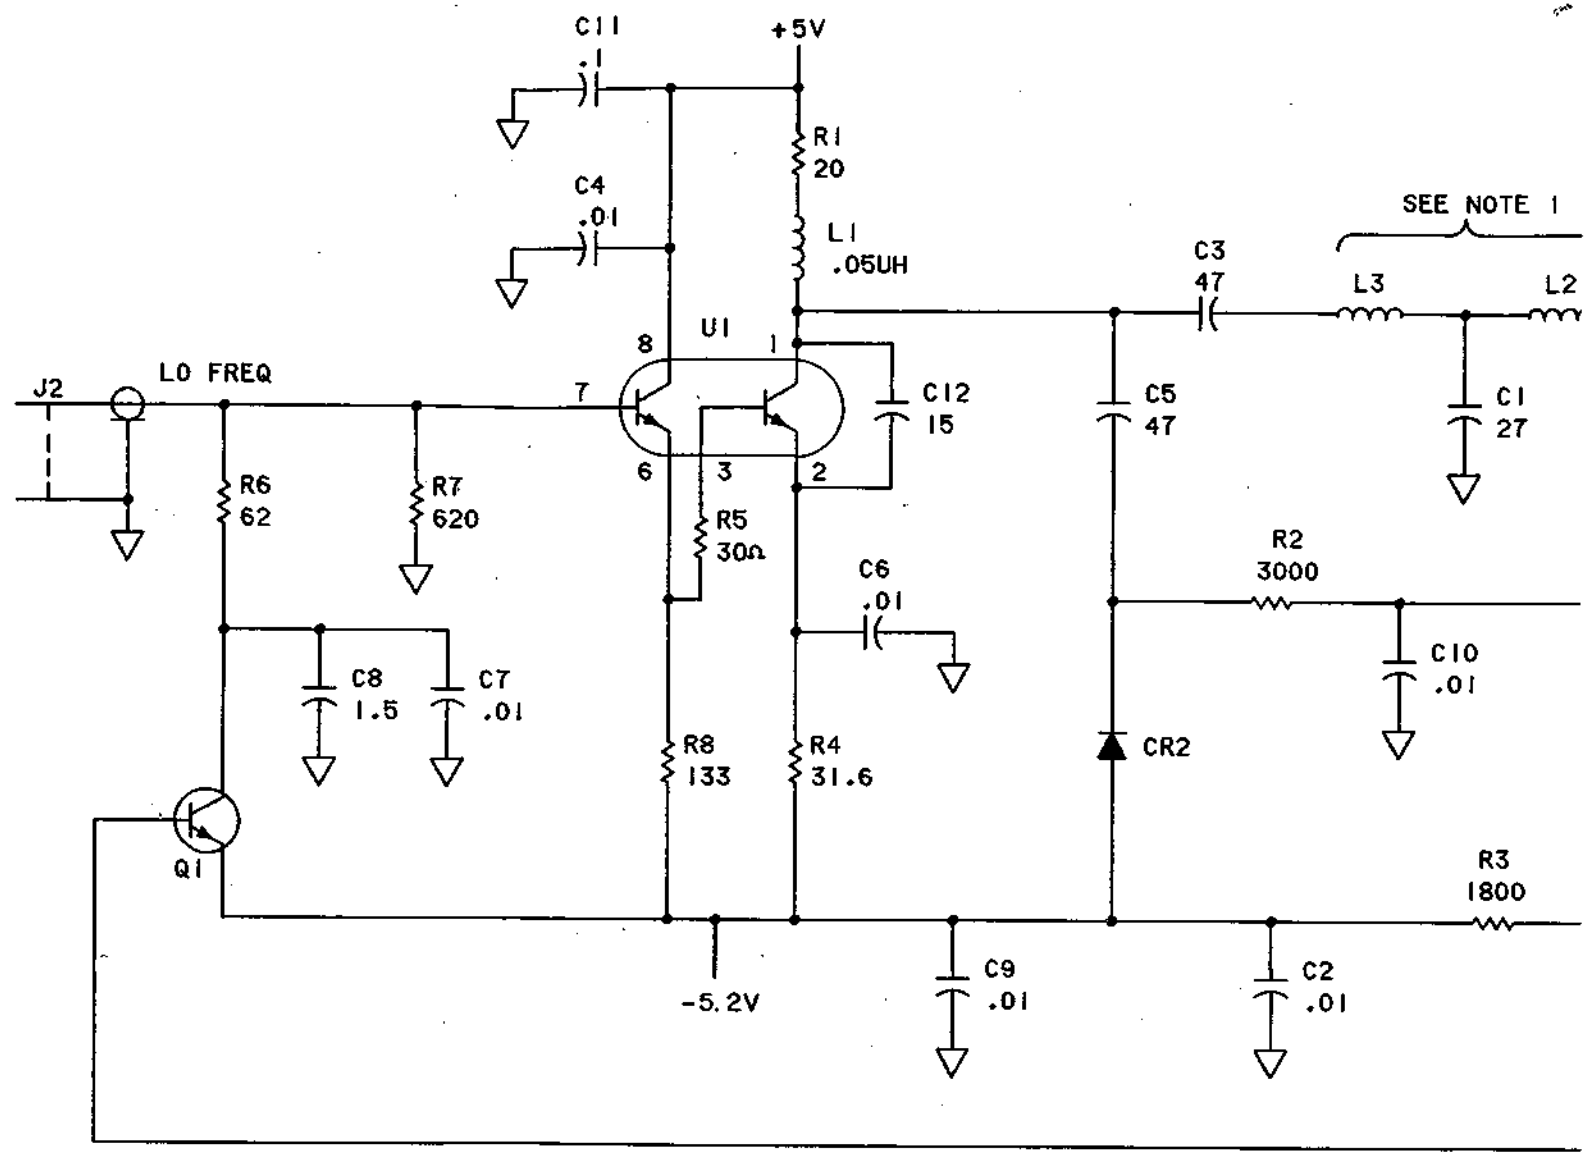 C11
.1
+5V
R1
20
C4
.01
L1
.05UH
SEE NOTE 1
C3
47
L3
L2
U1
8
1
J2
LO FREQ
7
C12
15
C5
47
C1
27
6
3
2
R6
62
R7
620
R5
30Ω
R2
3000
C6
.01
C8
1.5
C7
.01
C10
.01
R8
133
R4
31.6
CR2
Q1
R3
1800
-5.2V
C9
.01
C2
.01